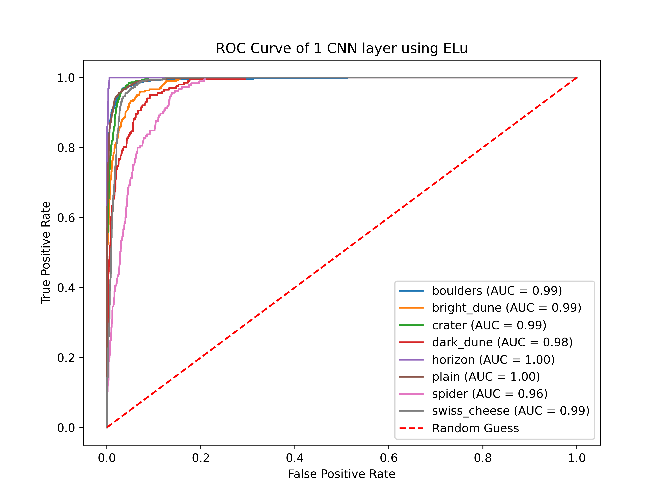 ROC Curve of 1 CNN layer using ELu
True Positive Rate
1.0
0.8
0.6
0.4
0.2
0.0
boulders (AUC = 0.99)
bright_dune (AUC = 0.99)
crater (AUC = 0.99)
dark_dune (AUC = 0.98)
horizon (AUC = 1.00)
plain (AUC = 1.00)
spider (AUC = 0.96)
swiss_cheese (AUC = 0.99)
Random Guess
0.0 0.2 0.4 0.6 0.8 1.0
False Positive Rate